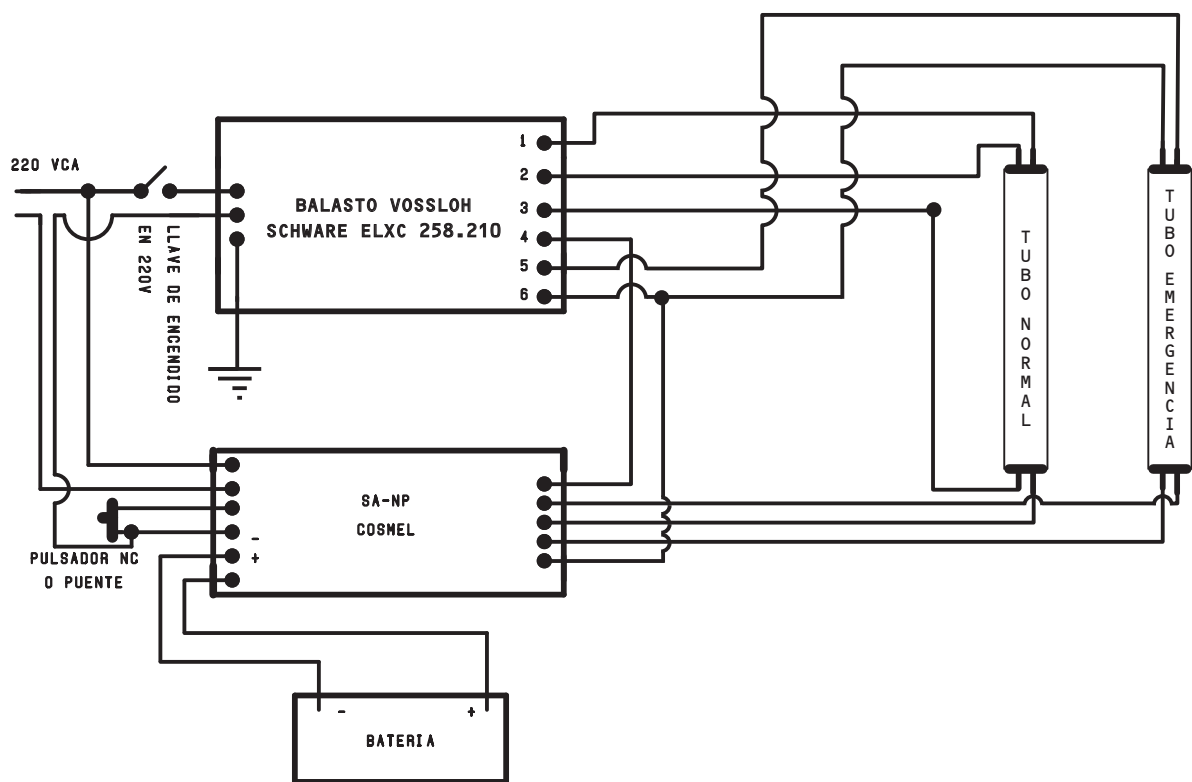 220 VCA
LLAVE DE ENCENDIDO
EN 220V
BALASTO VOSSLOH
SCHWARE ELXC 258.210
1
2
3
4
5
6
TUBO NORMAL
TUBO EMERGENCIA
SA-NP
COSMEL
-
+
PULSADOR NC
O PUENTE
- +
BATERIA